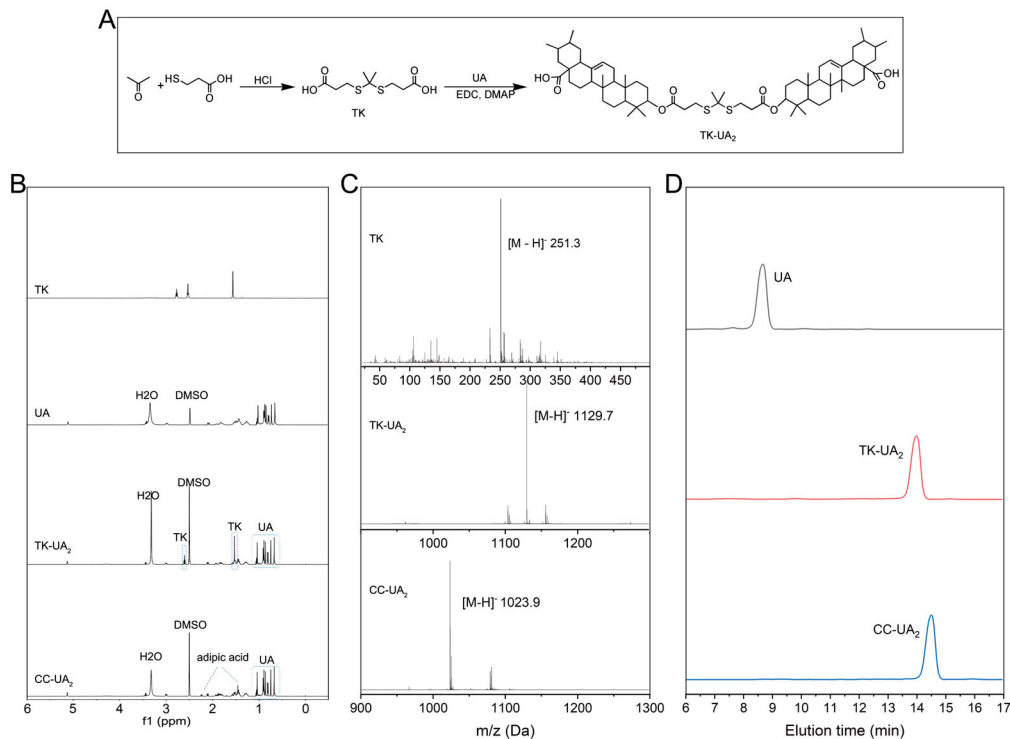 A
HS
O
OH
+
O
HCl
O
HO
S
S
O
OH
TK
UA
EDC, DMAP
HO
O
O
O
S
S
O
O
O
OH
TK-UA2
B
TK
UA
H2O
DMSO
TK-UA2
H2O
DMSO
TK
TK
UA
CC-UA2
H2O
DMSO
adipic acid
UA
6 5 4 3 2 1 0
f1 (ppm)
C
TK
[M - H]- 251.3
50 100 150 200 250 300 350 400 450
TK-UA2
[M-H]- 1129.7
1000 1100 1200
CC-UA2
[M-H]- 1023.9
900 1000 1100 1200 1300
m/z (Da)
D
UA
TK-UA2
CC-UA2
6 7 8 9 10 11 12 13 14 15 16 17
Elution time (min)